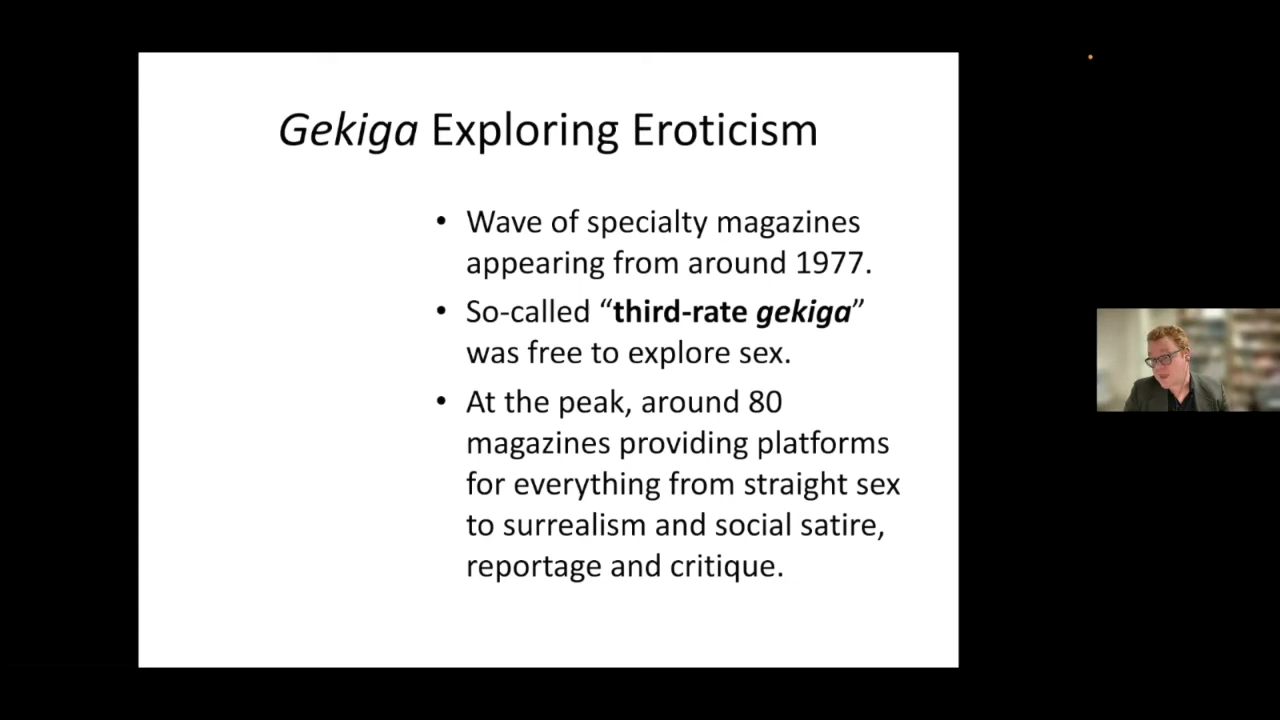 Gekiga Exploring Eroticism
• Wave of specialty magazines
appearing from around 1977.
• So-called “third-rate gekiga”
was free to explore sex.
• At the peak, around 80
magazines providing platforms
for everything from straight sex
to surrealism and social satire,
reportage and critique.